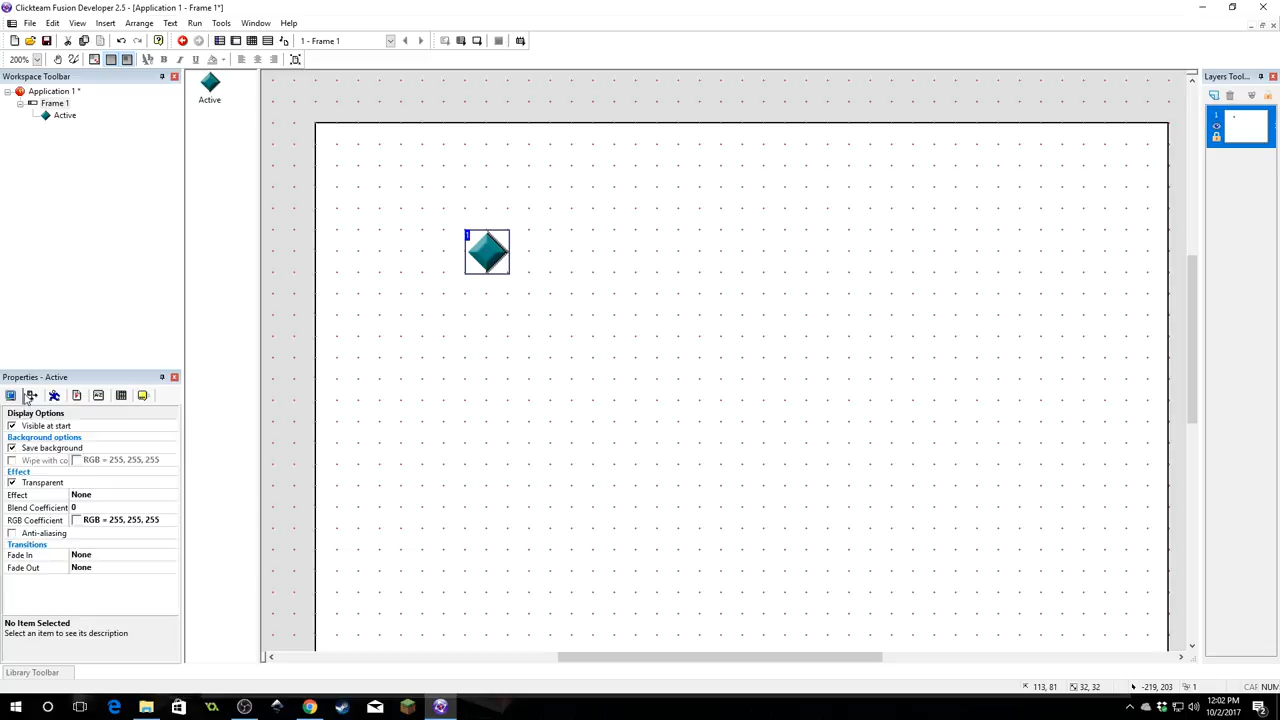 Clickteam Fusion Developer 2.5 - [Application 1 - Frame 1*]
File Edit View Insert Arrange Text Run Tools Window Help
1 - Frame 1
200%
B I U
Workspace Toolbar
Application 1 *
Frame 1
Active
Active
1
Layers Tool...
1
Properties - Active
Display Options
Visible at start
Background options
Save background
Wipe with co RGB = 255, 255, 255
Effect
Transparent
Effect None
Blend Coefficient 0
RGB Coefficient RGB = 255, 255, 255
Anti-aliasing
Transitions
Fade In None
Fade Out None
No Item Selected
Select an item to see its description
Library Toolbar
113, 81 32, 32 -219, 203 1 CAF NUM
12:02 PM
10/2/2017
2